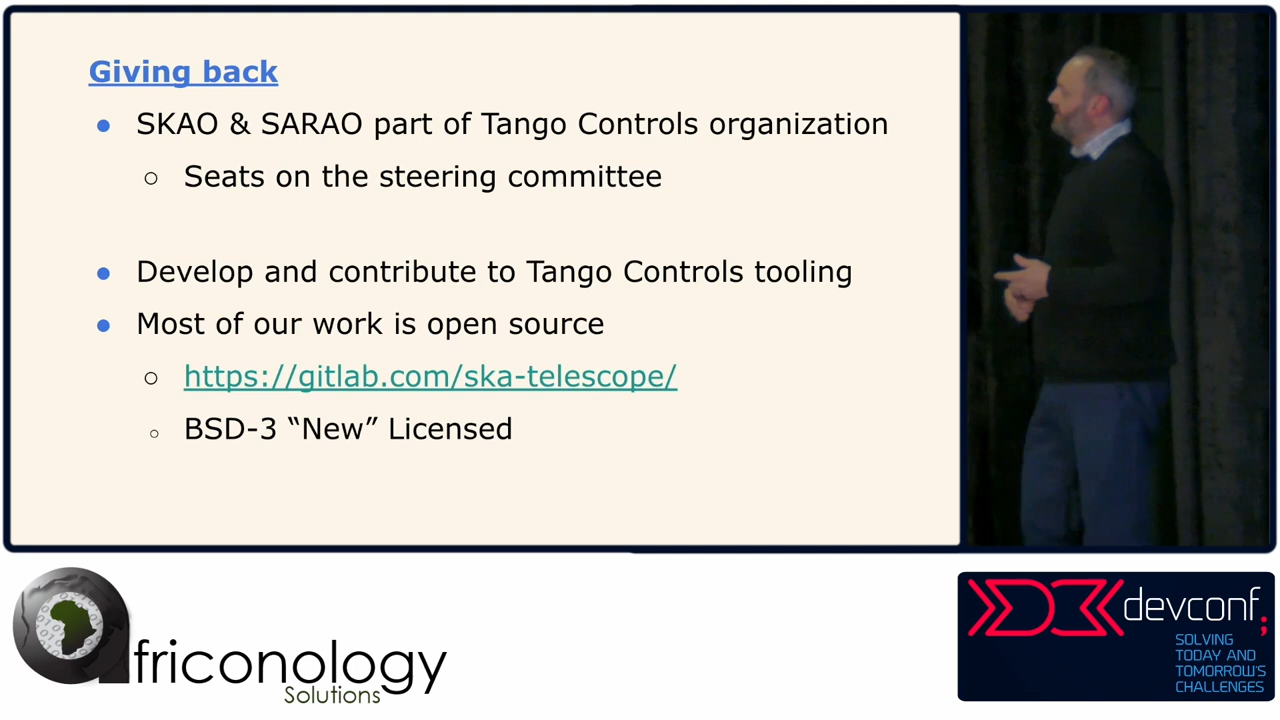 Giving back
SKAO & SARAO part of Tango Controls organization
Seats on the steering committee
Develop and contribute to Tango Controls tooling
Most of our work is open source
https://gitlab.com/ska-telescope/
BSD-3 “New” Licensed
africonology
Solutions
devconf;
SOLVING
TODAY AND
TOMORROW'S
CHALLENGES